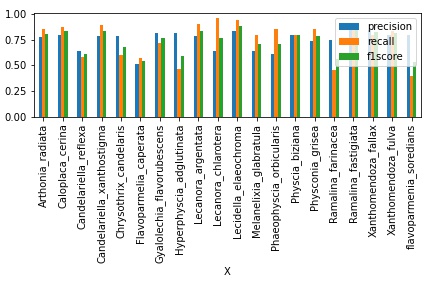 1.00
0.75
0.50
0.25
0.00
precision
recall
f1score
Arthonia_radiata
Caloplaca_cerina
Candelariella_reflexa
Candelariella_xanthostigma
Chrysothrix_candelaris
Flavoparmelia_caperata
Gyalolechia_flavorubescens
Hyperphyscia_adglutinata
Lecanora_argentata
Lecanora_chlarotera
Lecidella_elaeochroma
Melanelixia_glabratula
Phaeophyscia_orbicularis
Physcia_biziana
Physconia_grisea
Ramalina_farinacea
Ramalina_fastigiata
Xanthomendoza_fallax
Xanthomendoza_fulva
flavoparmenia_soredians
X